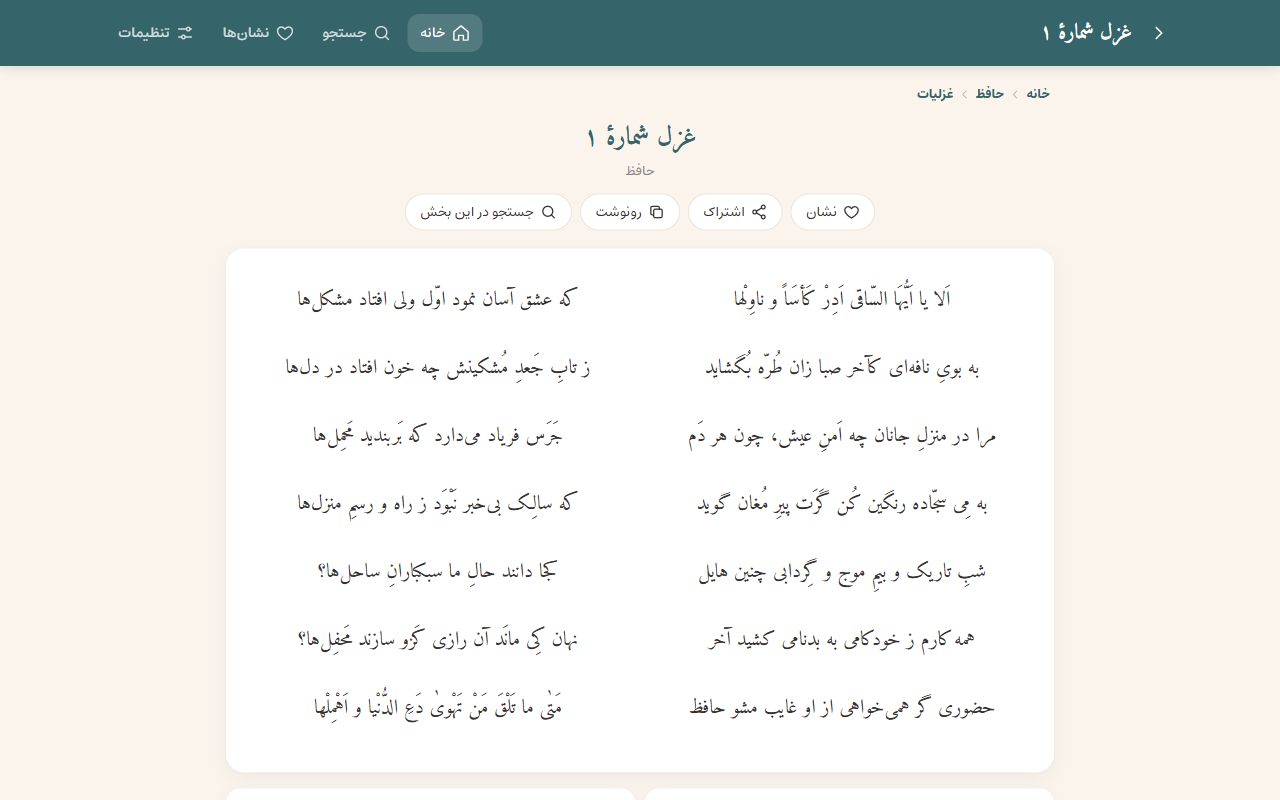 غزل شمارهٔ ۱
خانه
جستجو
نشان‌ها
تنظیمات
خانه › حافظ › غزلیات
غزل شمارهٔ ۱
حافظ
نشان
اشتراک
رونوشت
جستجو در این بخش
اَلا یا اَیُّهَا السّاقی اَدِرْ کَأسَاً و ناوِلْها
که عشق آسان نمود اوّل ولی افتاد مشکل‌ها
به بویِ نافه‌ای کآخر صبا زان طُرّه بُگشاید
ز تابِ جَعدِ مُشکینش چه خون افتاد در دل‌ها
مرا در منزلِ جانان چه اَمنِ عیش، چون هر دَم
جَرَس فریاد می‌دارد که بَربندید مَحمِل‌ها
به مِی سجّاده رنگین کُن گَرَت پیرِ مُغان گوید
که سالِک بی‌خبر نَبْوَد ز راه و رسمِ منزل‌ها
شبِ تاریک و بیمِ موج و گِردابی چنین هایل
کجا دانند حالِ ما سبکبارانِ ساحل‌ها؟
همه کارم ز خودکامی به بدنامی کشید آخر
نهان کِی مانَد آن رازی کَزو سازند مَحفِل‌ها؟
حضوری گر همی‌خواهی از او غایب مشو حافظ
مَتٰی ما تَلْقَ مَنْ تَهْویٰ دَعِ الدُّنْیا و اَهْمِلْها